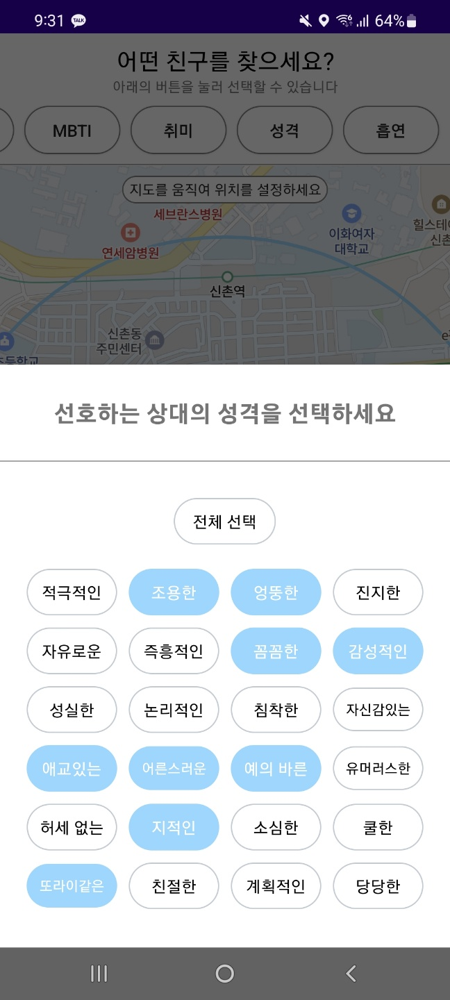 9:31 TALK 64%
어떤 친구를 찾으세요?
아래의 버튼을 눌러 선택할 수 있습니다
MBTI 취미 성격 흡연
지도를 움직여 위치를 설정하세요
세브란스병원
연세암병원
이화여자
대학교
힐스테이
신촌
신촌역
신촌동
주민센터
초등학교
선호하는 상대의 성격을 선택하세요
전체 선택
적극적인 조용한 엉뚱한 진지한
자유로운 즉흥적인 꼼꼼한 감성적인
성실한 논리적인 침착한 자신감있는
애교있는 어른스러운 예의 바른 유머러스한
허세 없는 지적인 소심한 쿨한
또라이같은 친절한 계획적인 당당한